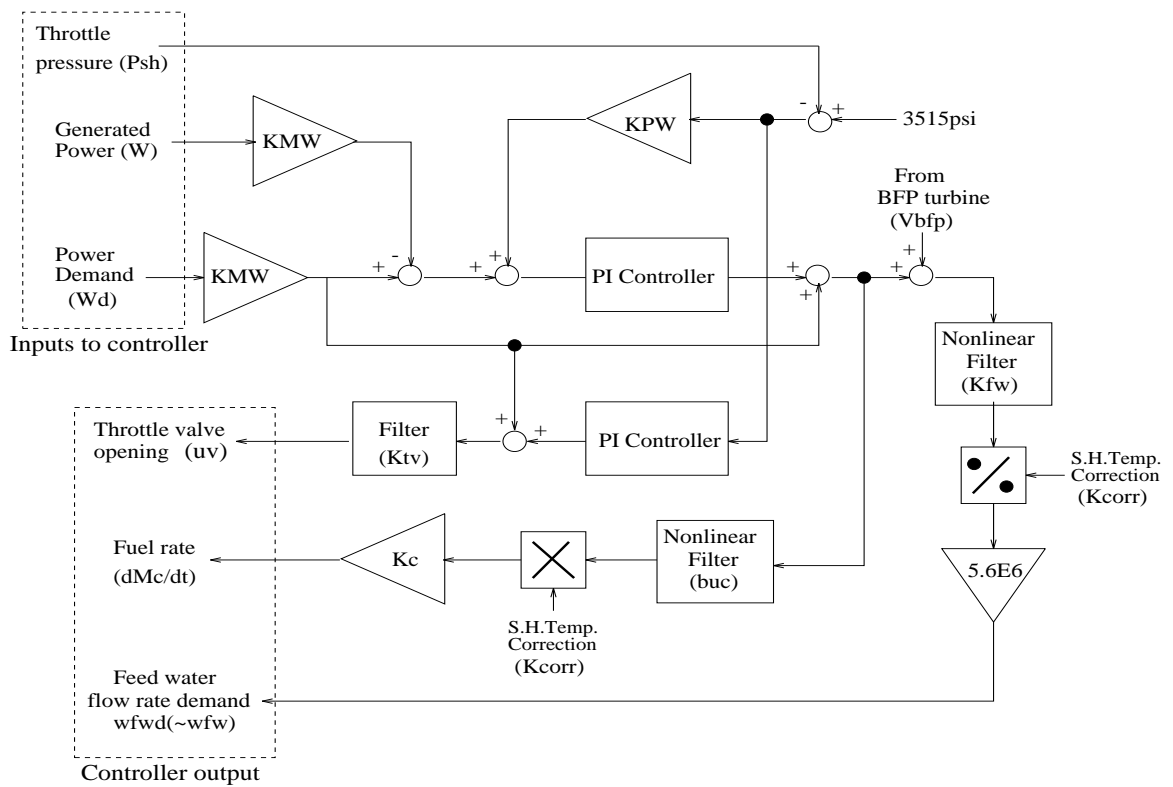 Throttle
pressure (Psh)
Generated
Power (W)
KMW
KPW
-
+
3515psi
From
BFP turbine
(Vbfp)
Power
Demand
(Wd)
KMW
-
+
+
+
PI Controller
+
+
+
+
Inputs to controller
Nonlinear
Filter
(Kfw)
Throttle valve
opening (uv)
Filter
(Ktv)
+
+
PI Controller
S.H.Temp.
Correction
(Kcorr)
Fuel rate
(dMc/dt)
Kc
Nonlinear
Filter
(buc)
5.6E6
S.H.Temp.
Correction
(Kcorr)
Feed water
flow rate demand
wfwd(~wfw)
Controller output